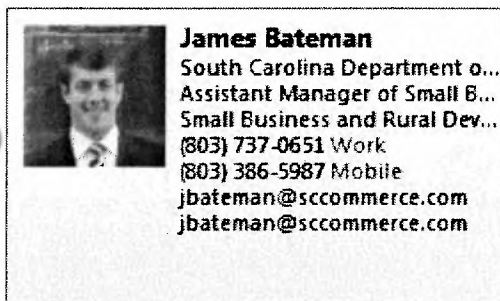 James Bateman
South Carolina Department o...
Assistant Manager of Small B...
Small Business and Rural Dev...
(803) 737-0651 Work
(803) 386-5987 Mobile
jbateman@sccommerce.com
jbateman@sccommerce.com